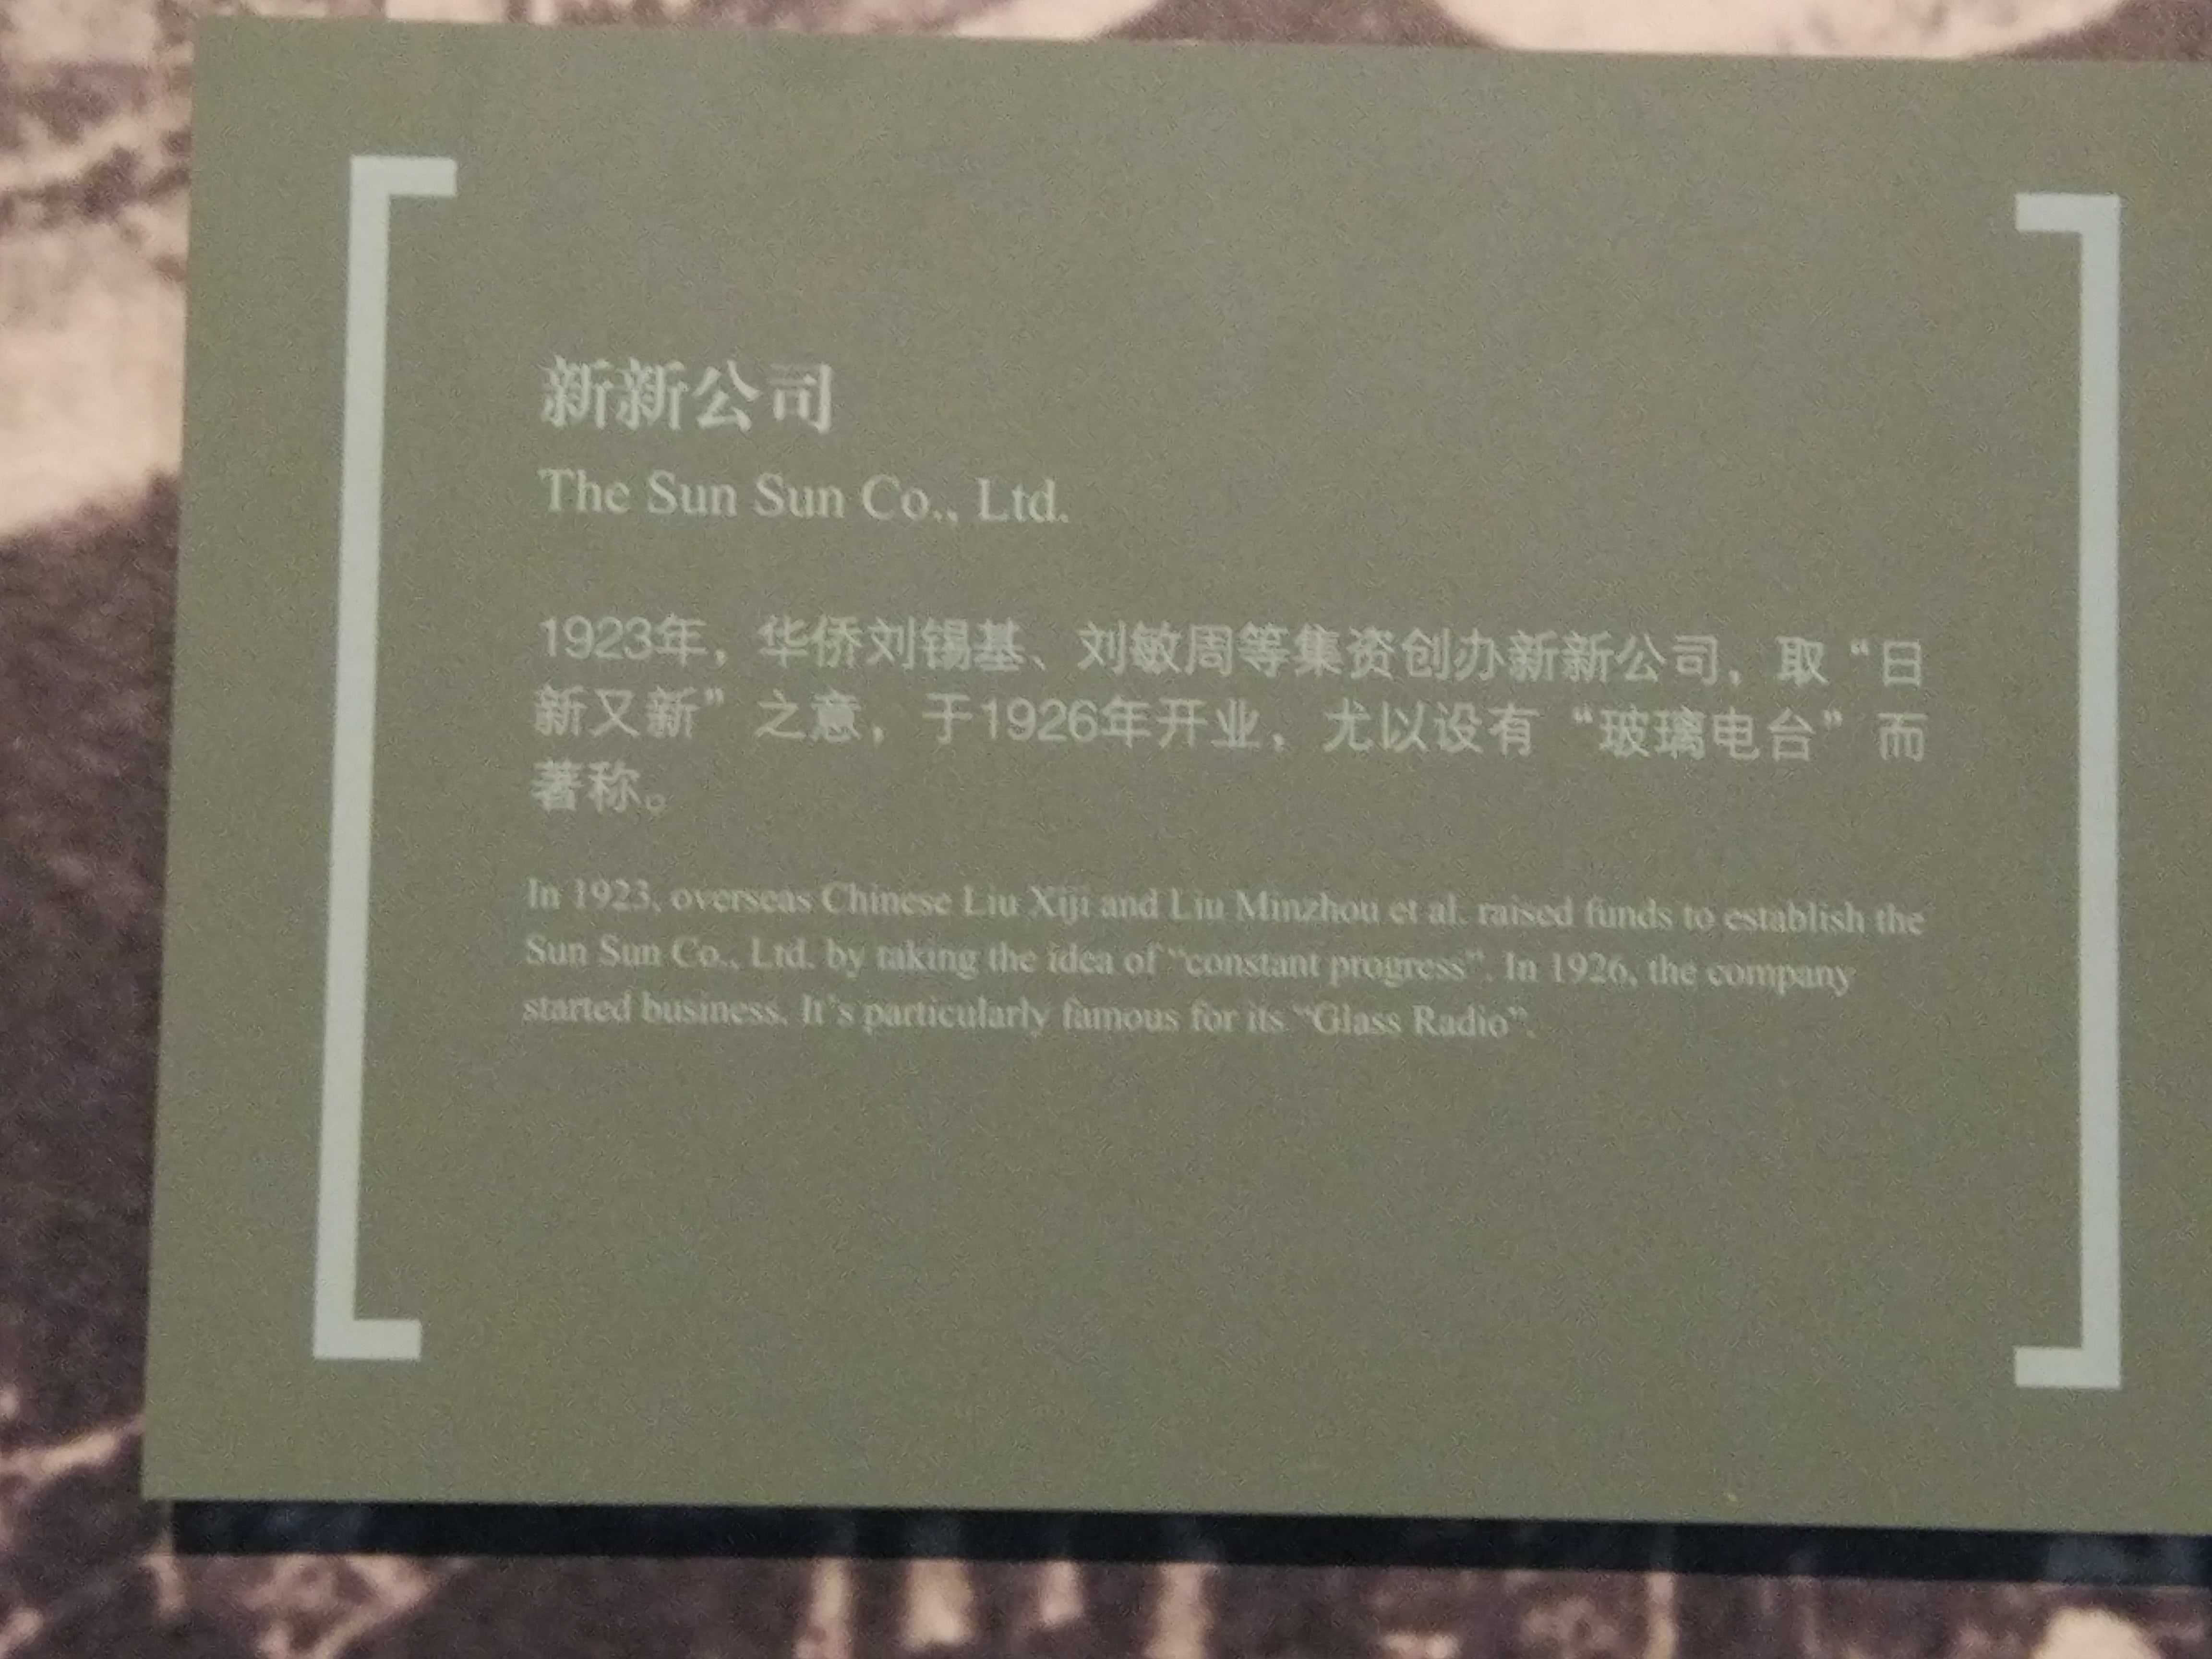 新新公司
The Sun Sun Co., Ltd.
1923年，华侨刘锡基、刘敏周等集资创办新新公司，取“日
新又新”之意，于1926年开业，尤以设有“玻璃电台”而
著称。
In 1923, overseas Chinese Liu Xiji and Liu Minzhou et al. raised funds to establish the
Sun Sun Co., Ltd. by taking the idea of “constant progress”. In 1926, the company
started business. It’s particularly famous for its “Glass Radio”.